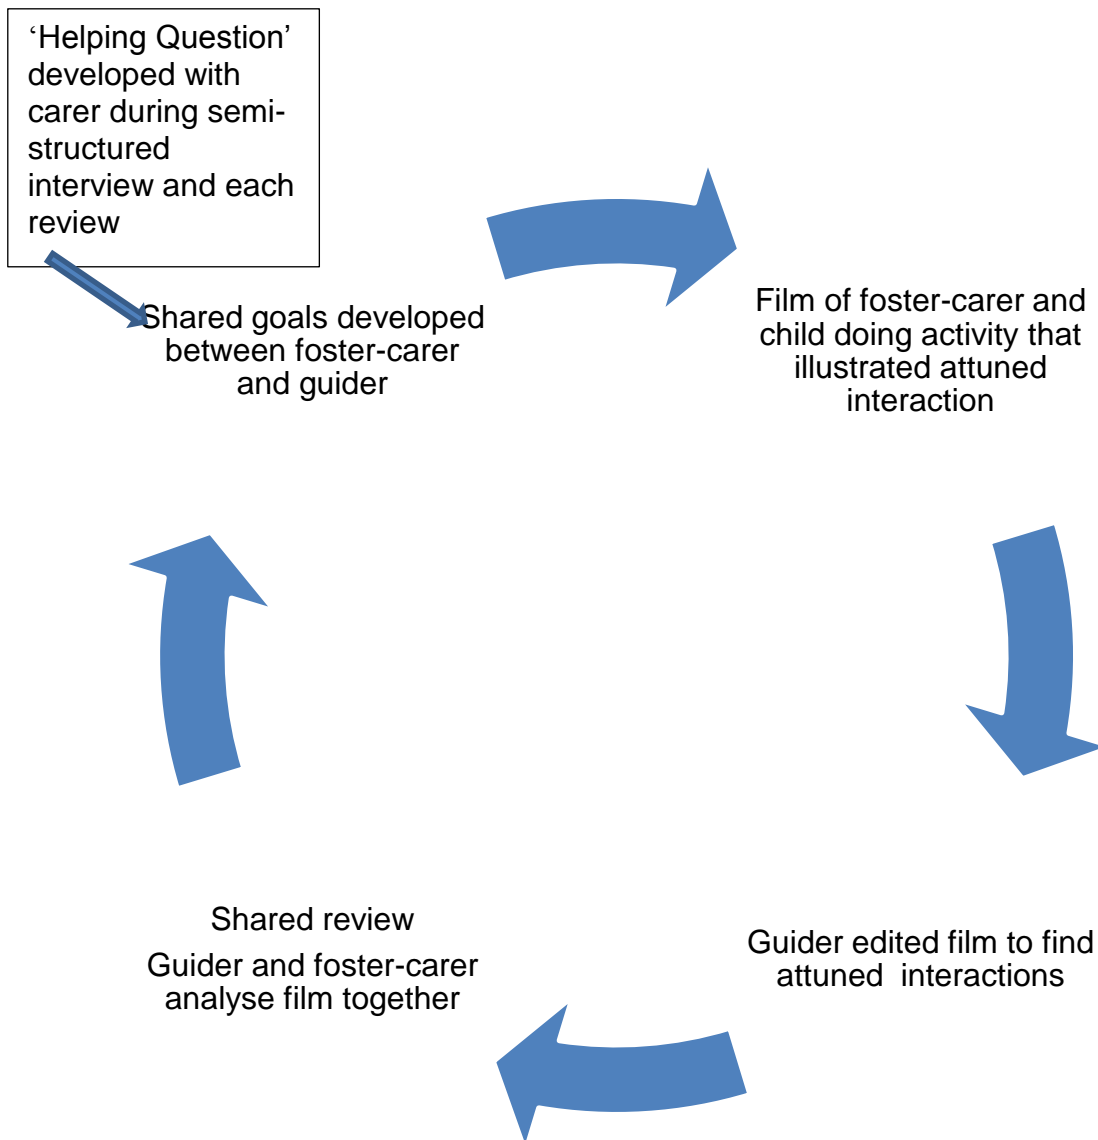 ‘Helping Question’
developed with
carer during semi-
structured
interview and each
review
Shared goals developed
between foster-carer
and guider
Film of foster-carer and
child doing activity that
illustrated attuned
interaction
Guider edited film to find
attuned  interactions
Shared review
Guider and foster-carer
analyse film together